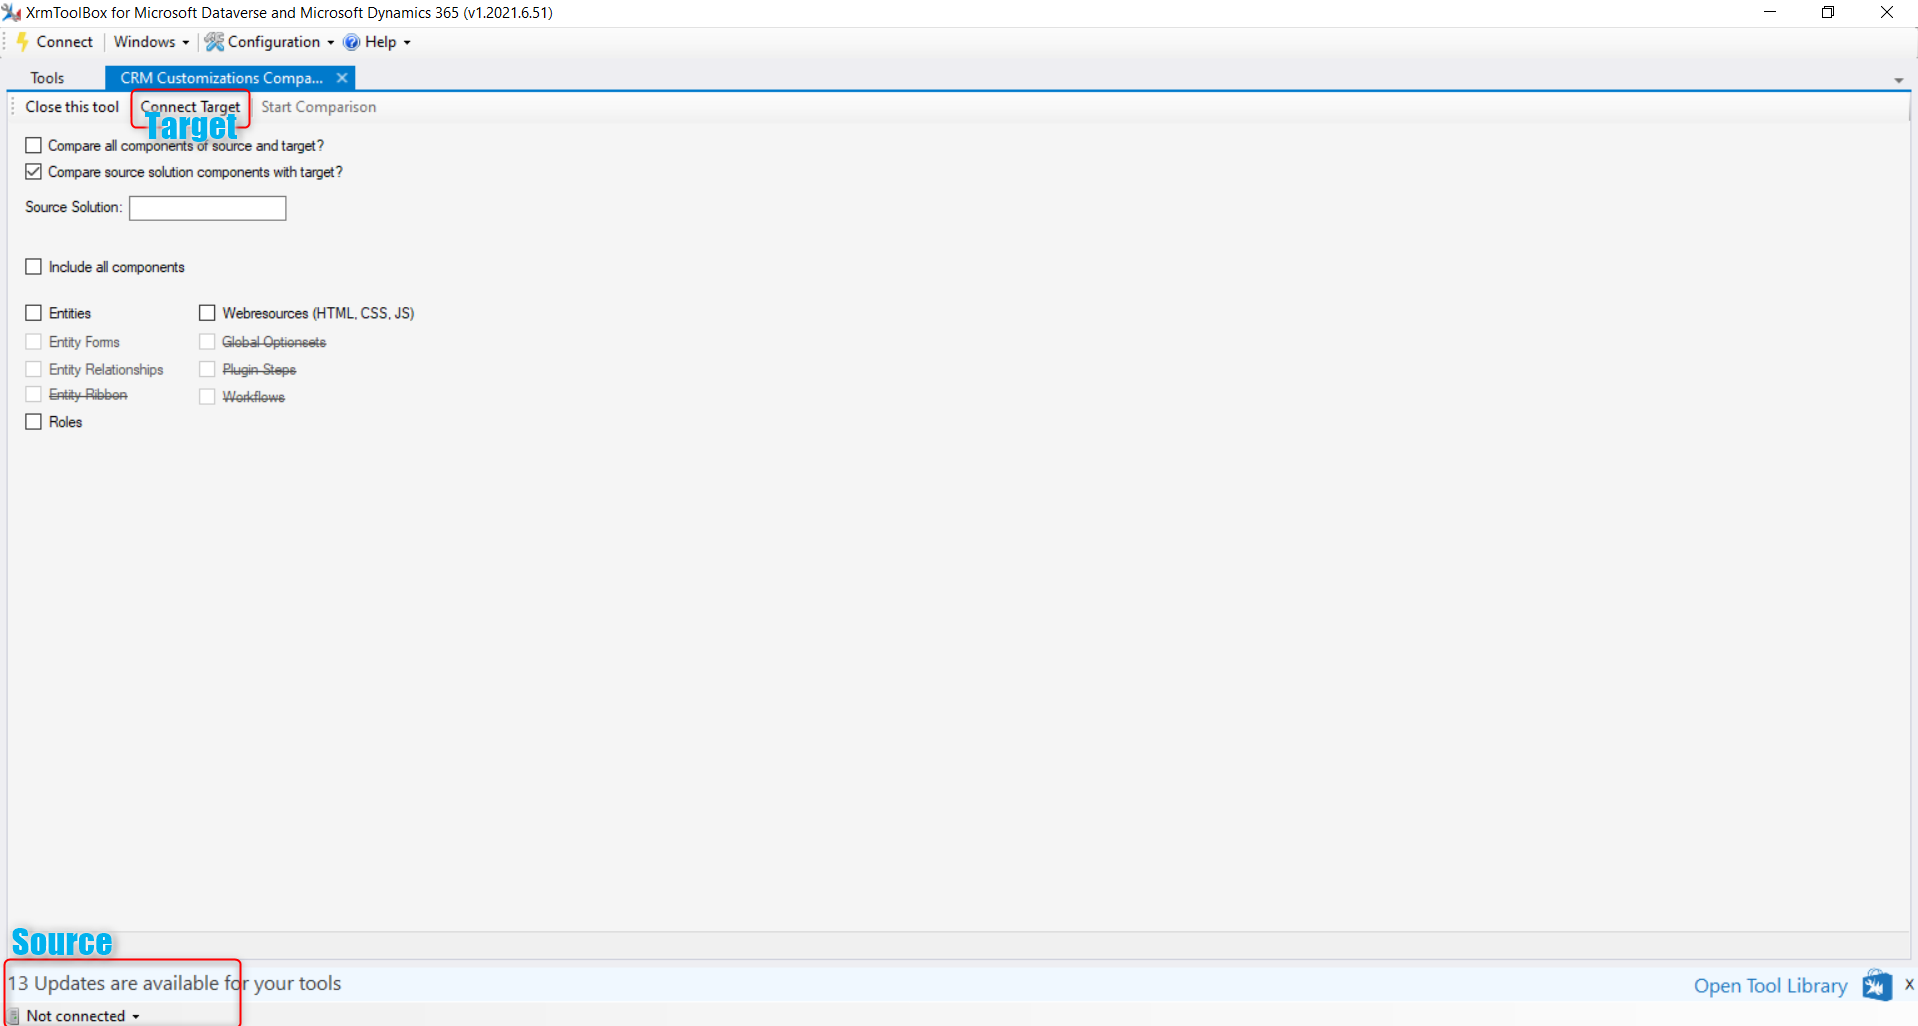 XrmToolBox for Microsoft Dataverse and Microsoft Dynamics 365 (v1.2021.6.51)
Connect Windows Configuration Help
Tools CRM Customizations Compa...
Close this tool Connect Target Start Comparison
Target
Compare all components of source and target?
Compare source solution components with target?
Source Solution:
Include all components
Entities Webresources (HTML, CSS, JS)
Entity Forms Global Optionsets
Entity Relationships Plugin Steps
Entity Ribbon Workflows
Roles
Source
13 Updates are available for your tools Open Tool Library X
Not connected